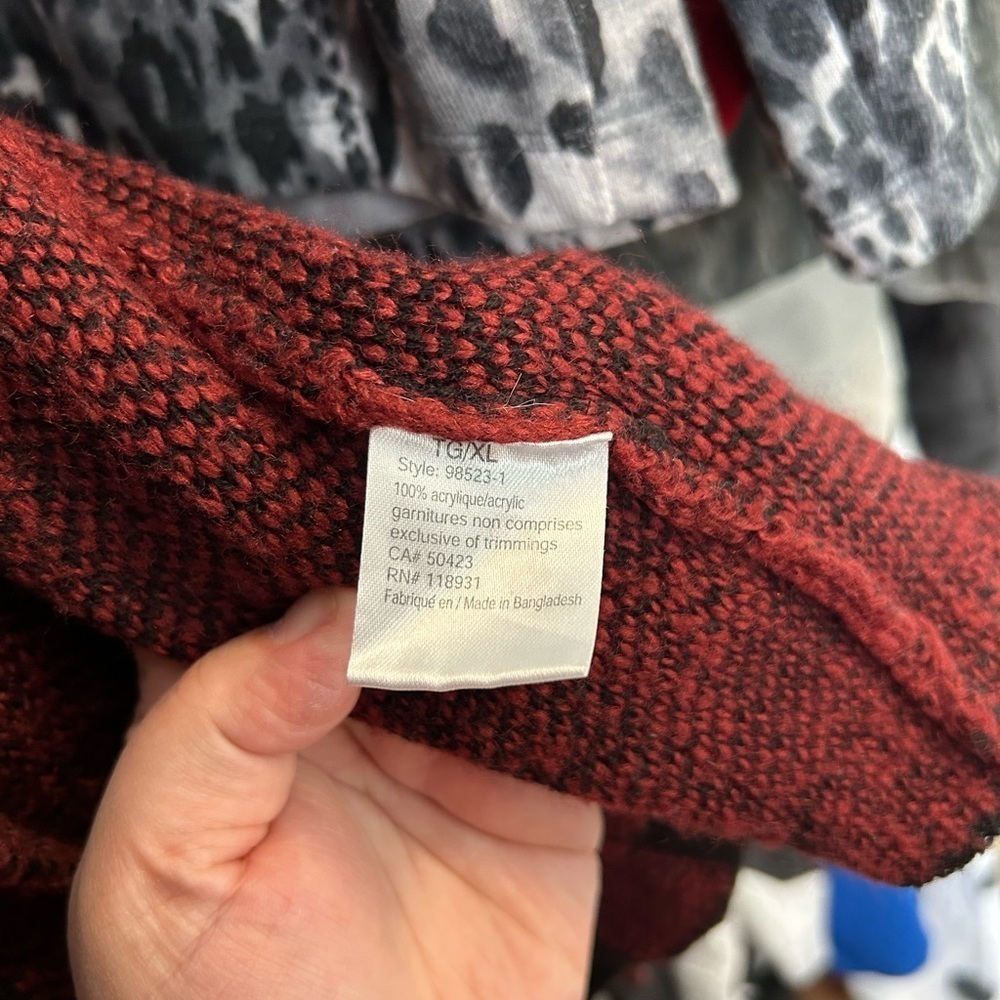 TG/XL
Style: 98523-1
100% acrylique/acrylic
garnitures non comprises
exclusive of trimmings
CA# 50423
RN# 118931
Fabriqué en / Made in Bangladesh